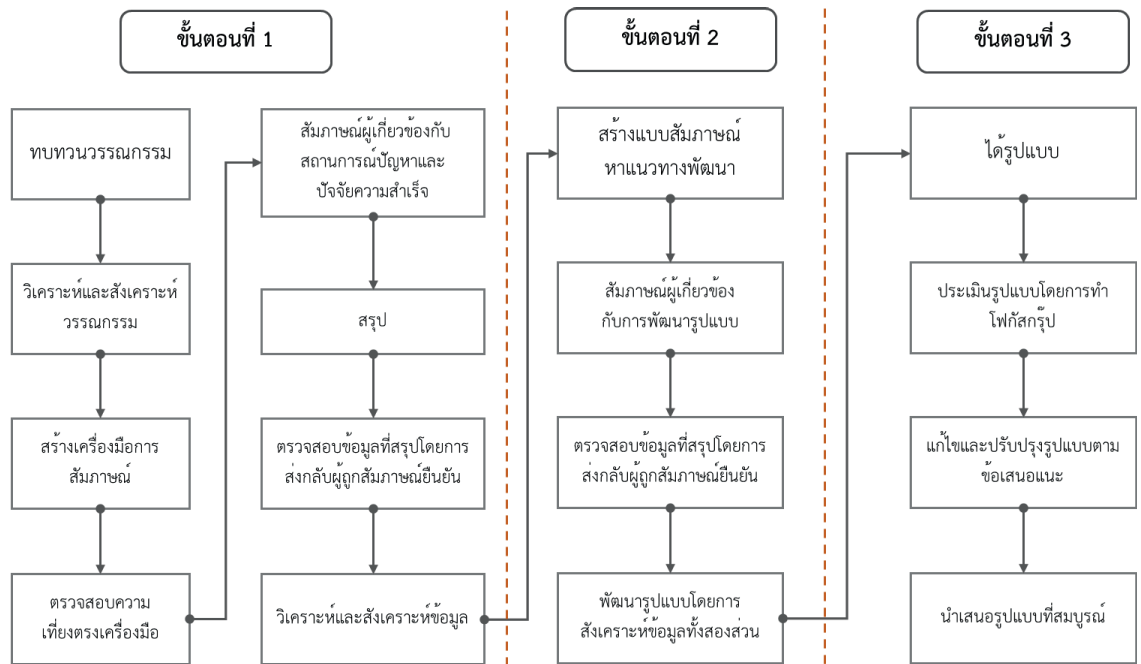 ขั้นตอนที่ 1
ทบทวนวรรณกรรม
วิเคราะห์และสังเคราะห์
วรรณกรรม
สร้างเครื่องมือการ
สัมภาษณ์
ตรวจสอบความ
เที่ยงตรงเครื่องมือ
สัมภาษณ์ผู้เกี่ยวข้องกับ
สถานการณ์ปัญหาและ
ปัจจัยความสำเร็จ
สรุป
ตรวจสอบข้อมูลที่สรุปโดยการ
ส่งกลับผู้ถูกสัมภาษณ์ยืนยัน
วิเคราะห์และสังเคราะห์ข้อมูล
ขั้นตอนที่ 2
สร้างแบบสัมภาษณ์
หาแนวทางพัฒนา
สัมภาษณ์ผู้เกี่ยวข้อง
กับการพัฒนารูปแบบ
ตรวจสอบข้อมูลที่สรุปโดยการ
ส่งกลับผู้ถูกสัมภาษณ์ยืนยัน
พัฒนารูปแบบโดยการ
สังเคราะห์ข้อมูลทั้งสองส่วน
ขั้นตอนที่ 3
ได้รูปแบบ
ประเมินรูปแบบโดยการทำ
โฟกัสกรุ๊ป
แก้ไขและปรับปรุงรูปแบบตาม
ข้อเสนอแนะ
นำเสนอรูปแบบที่สมบูรณ์